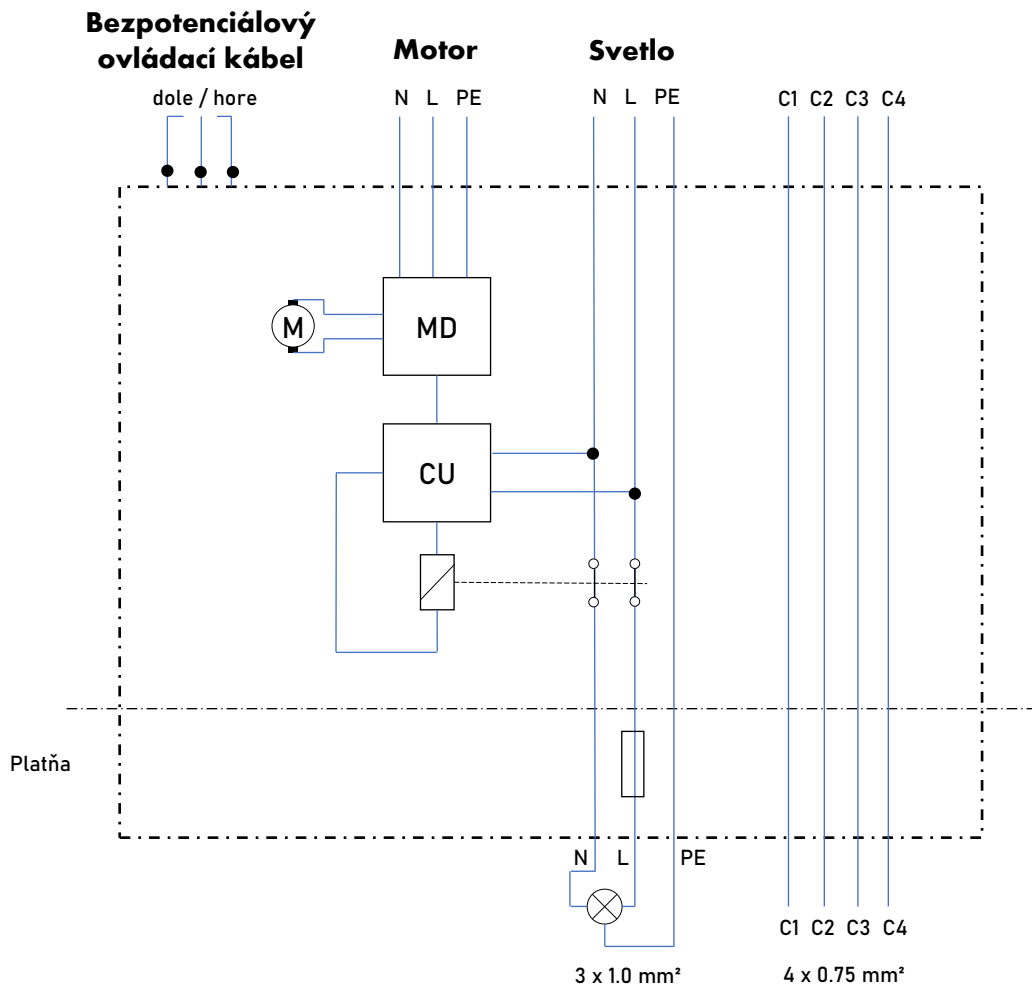 Bezpotenciálový
ovládací kábel
Motor
Svetlo
dole / hore
N L PE
N L PE
C1 C2 C3 C4
M
MD
CU
Platňa
N L PE
C1 C2 C3 C4
3 x 1.0 mm²
4 x 0.75 mm²